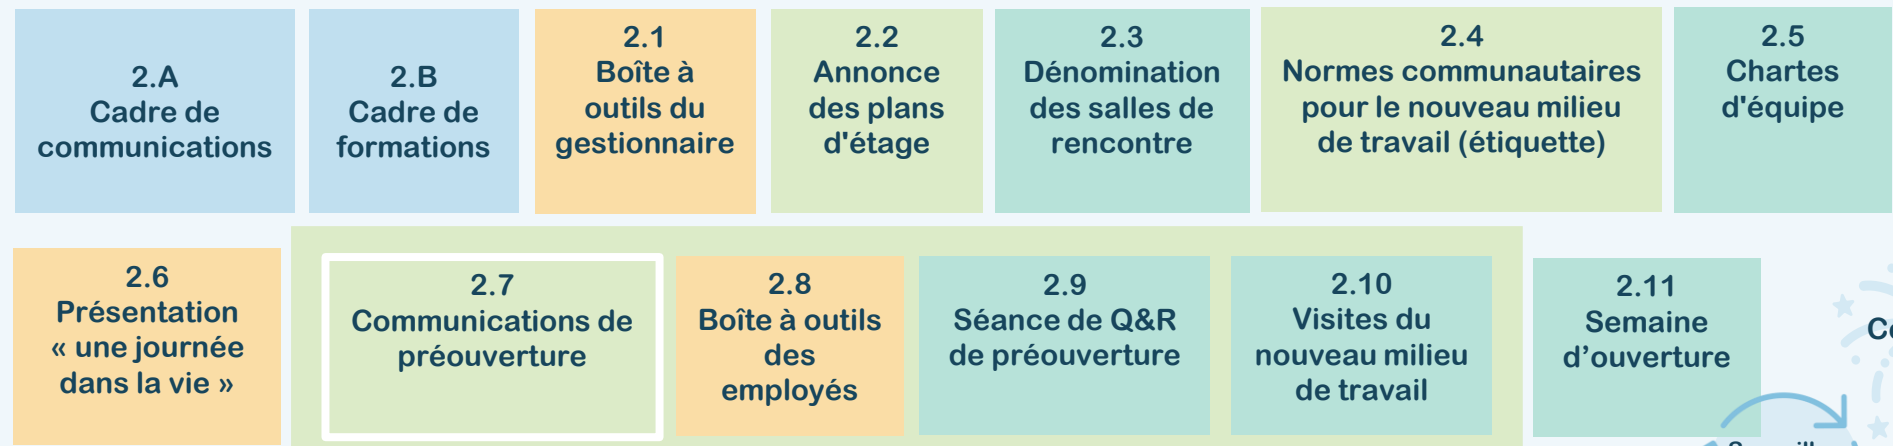 2.A
Cadre de
communications
2.B
Cadre de
formations
2.1
Boîte à
outils du
gestionnaire
2.2
Annonce
des plans
d'étage
2.3
Dénomination
des salles de
rencontre
2.4
Normes communautaires
pour le nouveau milieu
de travail (étiquette)
2.5
Chartes
d'équipe
2.6
Présentation
« une journée
dans la vie »
2.7
Communications de
préouverture
2.8
Boîte à outils
des
employés
2.9
Séance de Q&R
de préouverture
2.10
Visites du
nouveau milieu
de travail
2.11
Semaine
d’ouverture